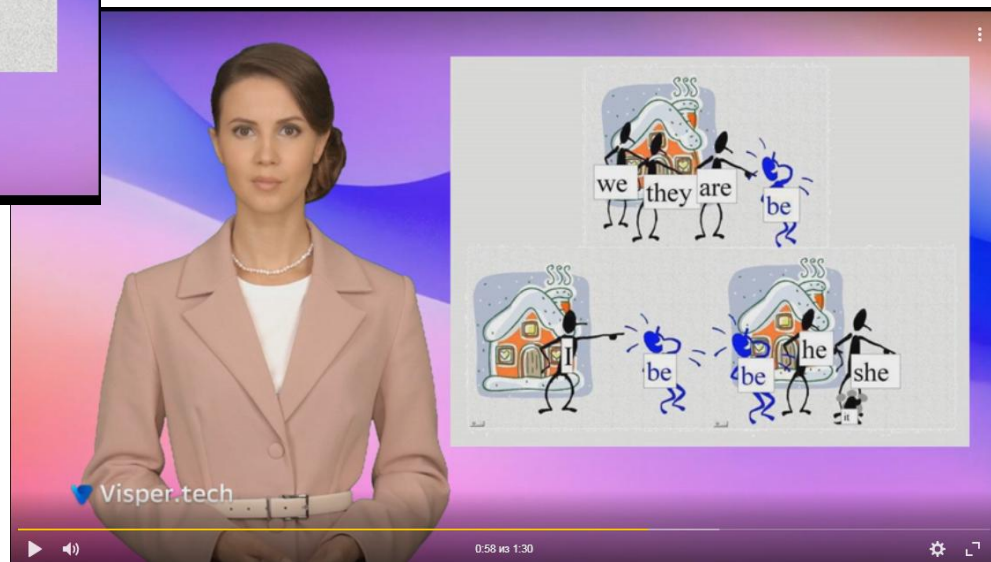 we they are
be
I
be
be
he
she
it
Visper.tech
0:58 из 1:30